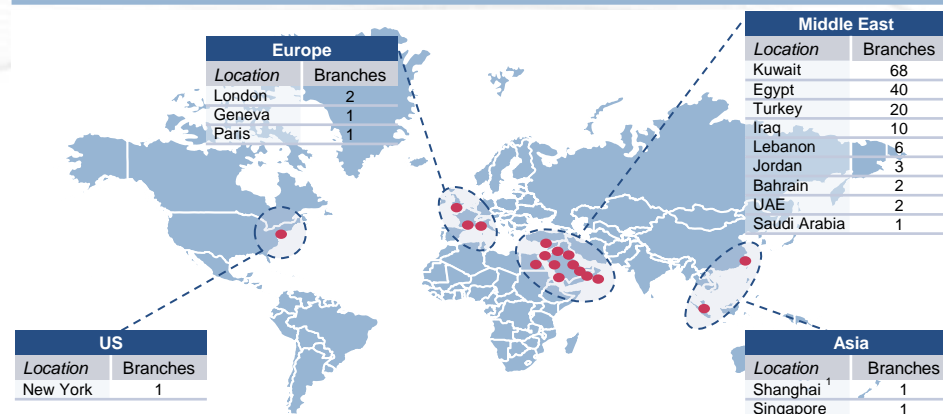 Europe
Location Branches
London 2
Geneva 1
Paris 1
Middle East
Location Branches
Kuwait 68
Egypt 40
Turkey 20
Iraq 10
Lebanon 6
Jordan 3
Bahrain 2
UAE 2
Saudi Arabia 1
US
Location Branches
New York 1
Asia
Location Branches
Shanghai 1 1
Singapore 1